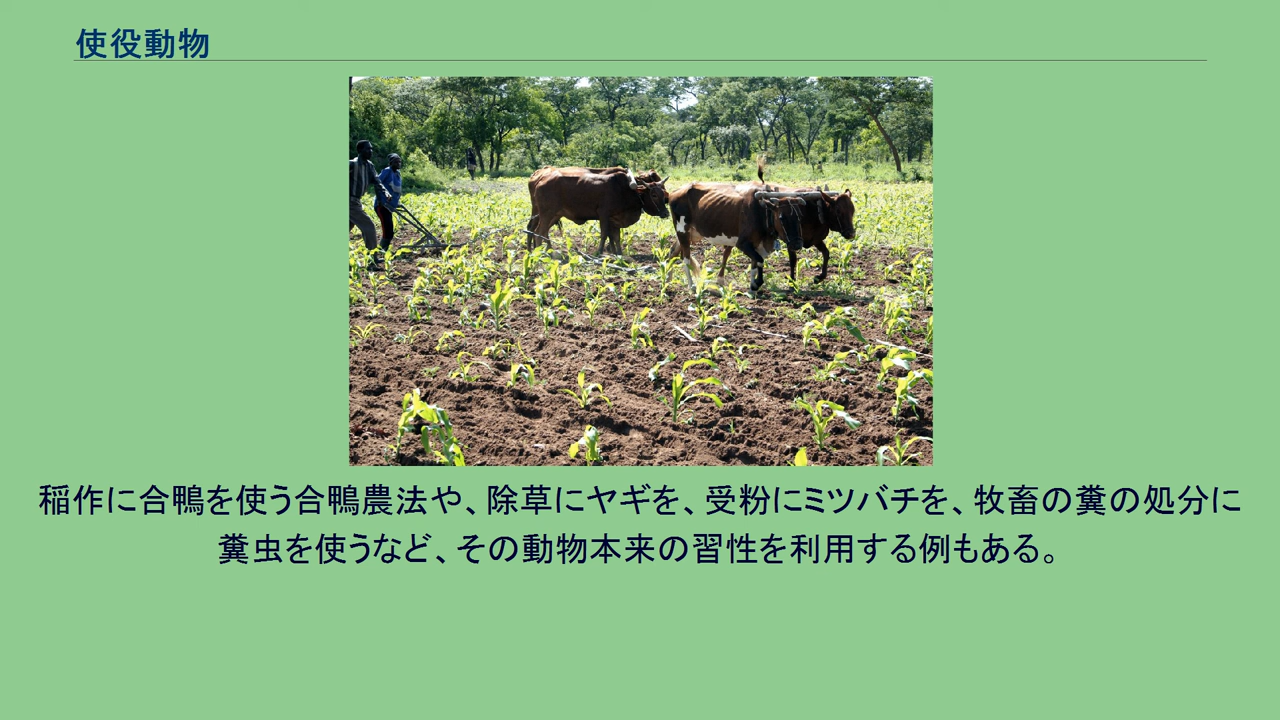 使役動物
稲作に合鴨を使う合鴨農法や、除草にヤギを、受粉にミツバチを、牧畜の糞の処分に
糞虫を使うなど、その動物本来の習性を利用する例もある。